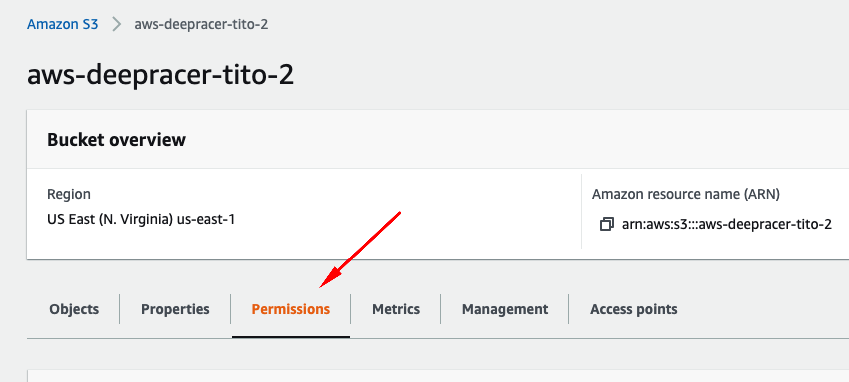 Amazon S3 > aws-deepracer-tito-2
aws-deepracer-tito-2
Bucket overview
Region
US East (N. Virginia) us-east-1
Amazon resource name (ARN)
arn:aws:s3:::aws-deepracer-tito-2
Objects Properties Permissions Metrics Management Access points